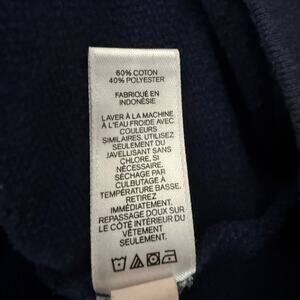 60% COTON
40% POLYESTER
FABRIQUÉ EN
INDONÉSIE
LAVER À LA MACHINE
À L'EAU FROIDE AVEC
COULEURS
SIMILAIRES. UTILISEZ
SEULEMENT DU
JAVELLISANT SANS
CHLORE, SI
NÉCESSAIRE.
SÉCHAGE PAR
CULBUTAGE À
TEMPÉRATURE BASSE.
RETIREZ
IMMÉDIATEMENT.
REPASSAGE DOUX SUR
LE CÔTÉ INTÉRIEUR DU
VÊTEMENT
SEULEMENT.